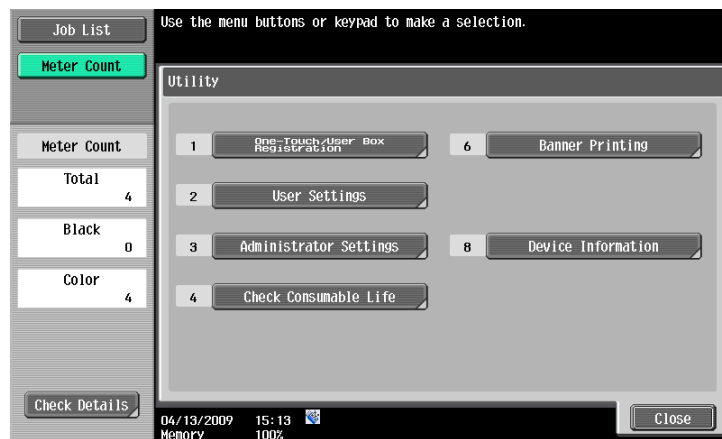 Job List
Meter Count
Use the menu buttons or keypad to make a selection.
Utility
Meter Count
Total
4
Black
0
Color
4
Check Details
1 One-Touch/User Box
Registration
2 User Settings
3 Administrator Settings
4 Check Consumable Life
6 Banner Printing
8 Device Information
04/13/2009 15:13
Memory 100%
Close